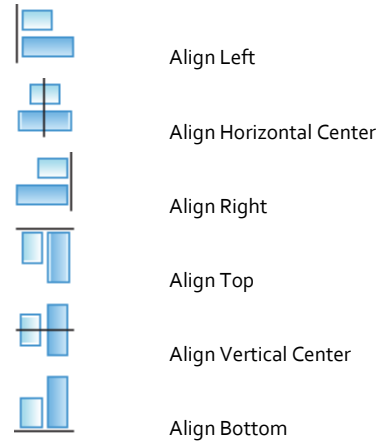 Align Left
Align Horizontal Center
Align Right
Align Top
Align Vertical Center
Align Bottom